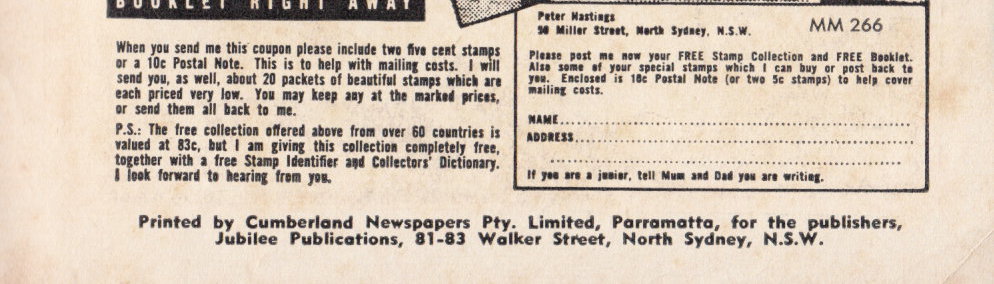 BOOKLET RIGHT AWAY
When you send me this coupon please include two five cent stamps
or a 10c Postal Note. This is to help with mailing costs. I will
send you, as well, about 20 packets of beautiful stamps which are
each priced very low. You may keep any at the marked prices,
or send them all back to me.
P.S.: The free collection offered above from over 60 countries is
valued at 83c, but I am giving this collection completely free,
together with a free Stamp Identifier and Collectors' Dictionary.
I look forward to hearing from you.
Peter Hastings
50 Miller Street, North Sydney, N.S.W.
MM 266
Please post me now your FREE Stamp Collection and FREE Booklet.
Also some of your special stamps which I can buy or post back to
you. Enclosed is 10c Postal Note (or two 5c stamps) to help cover
mailing costs.
NAME
ADDRESS
If you are a junior, tell Mum and Dad you are writing.
Printed by Cumberland Newspapers Pty. Limited, Parramatta, for the publishers,
Jubilee Publications, 81-83 Walker Street, North Sydney, N.S.W.